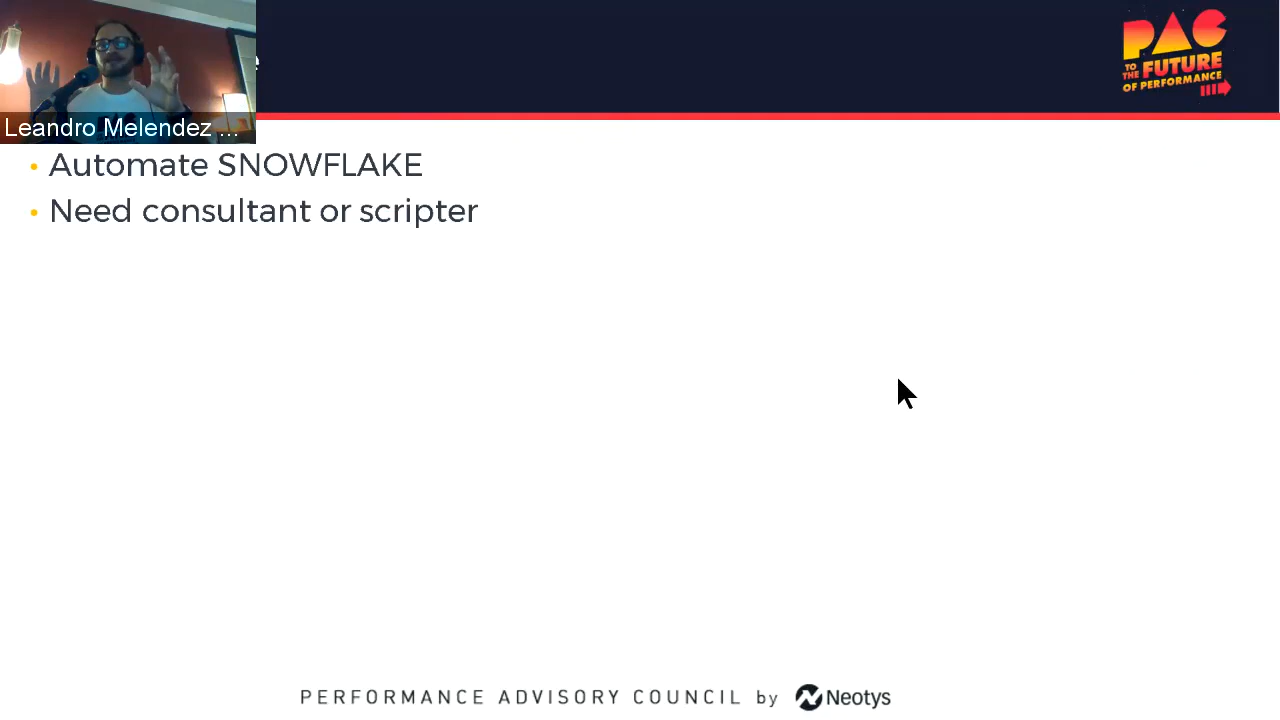 PAC
TO THE FUTURE
OF PERFORMANCE
Leandro Melendez ...
• Automate SNOWFLAKE
• Need consultant or scripter
PERFORMANCE ADVISORY COUNCIL by Neotys